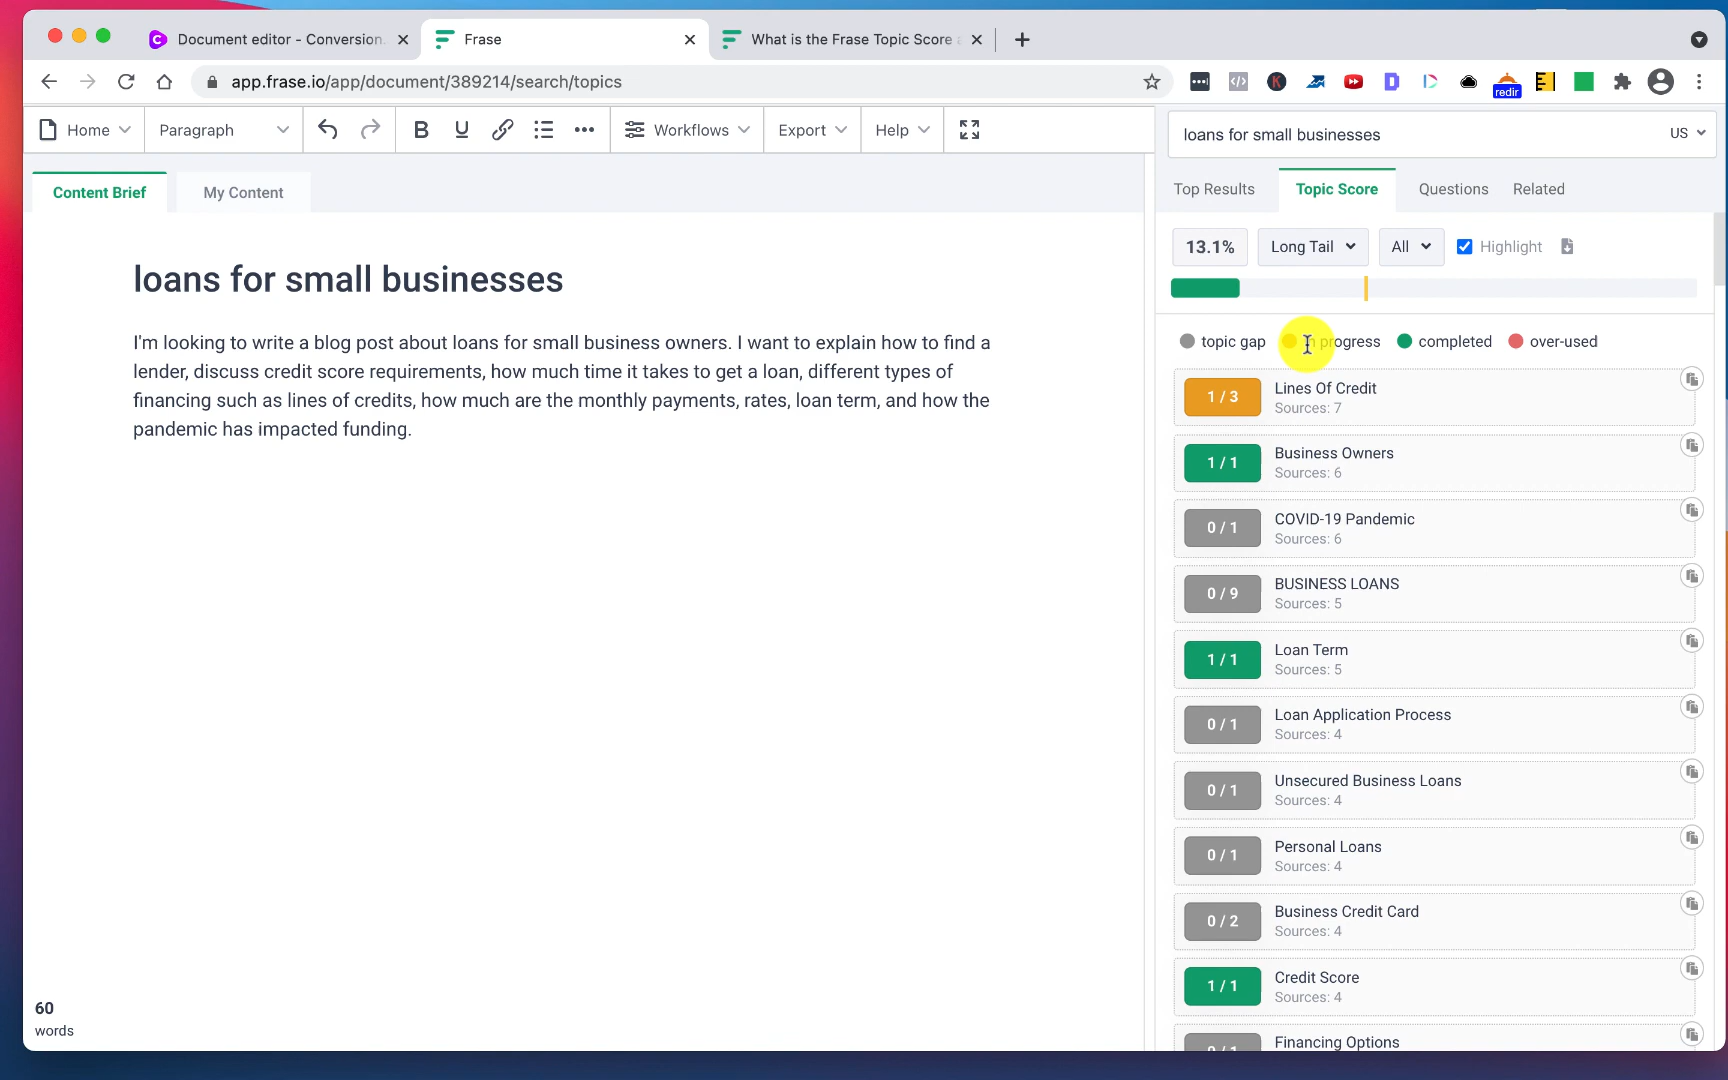 Document editor - Conversion.
Frase
What is the Frase Topic Score
app.frase.io/app/document/389214/search/topics
redir
Home
Paragraph
B
U
Workflows
Export
Help
loans for small businesses
US
Content Brief
My Content
Top Results
Topic Score
Questions
Related
loans for small businesses
I'm looking to write a blog post about loans for small business owners. I want to explain how to find a
lender, discuss credit score requirements, how much time it takes to get a loan, different types of
financing such as lines of credits, how much are the monthly payments, rates, loan term, and how the
pandemic has impacted funding.
60
words
13.1%
Long Tail
All
Highlight
topic gap
in progress
completed
over-used
1 / 3
Lines Of Credit
Sources: 7
1 / 1
Business Owners
Sources: 6
0 / 1
COVID-19 Pandemic
Sources: 6
0 / 9
BUSINESS LOANS
Sources: 5
1 / 1
Loan Term
Sources: 5
0 / 1
Loan Application Process
Sources: 4
0 / 1
Unsecured Business Loans
Sources: 4
0 / 1
Personal Loans
Sources: 4
0 / 2
Business Credit Card
Sources: 4
1 / 1
Credit Score
Sources: 4
0 / 1
Financing Options